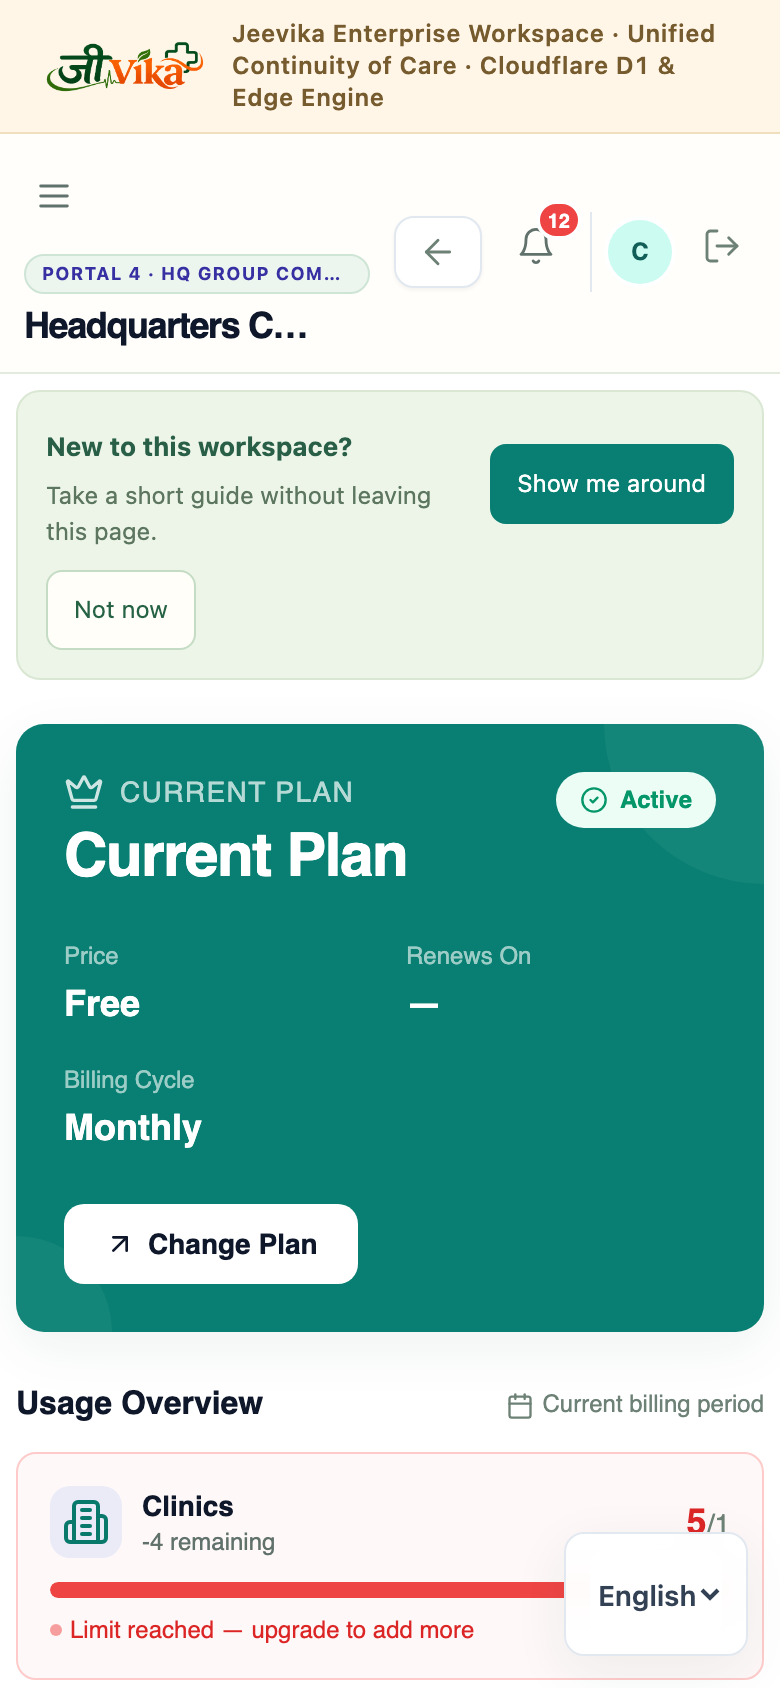 जीvika
Jeevika Enterprise Workspace · Unified
Continuity of Care · Cloudflare D1 &
Edge Engine
12
C
PORTAL 4 · HQ GROUP COM...
Headquarters C...
New to this workspace?
Take a short guide without leaving
this page.
Show me around
Not now
CURRENT PLAN
Active
Current Plan
Price
Renews On
Free
—
Billing Cycle
Monthly
Change Plan
Usage Overview
Current billing period
Clinics
5/1
-4 remaining
English
Limit reached — upgrade to add more